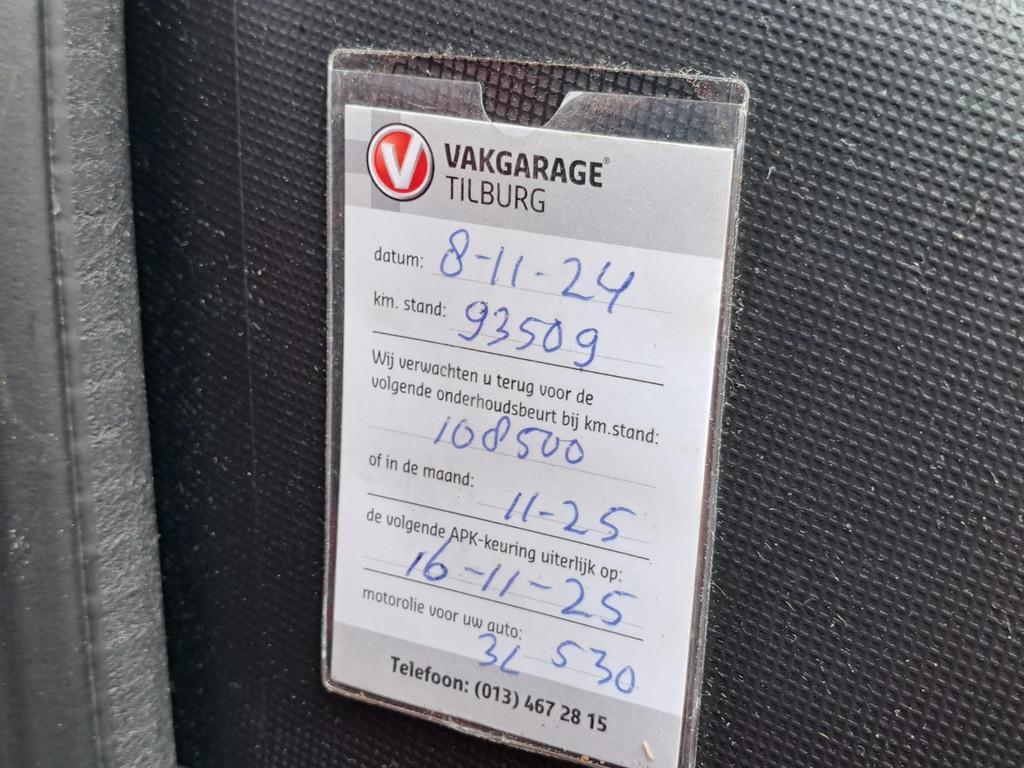 V
VAKGARAGE®
TILBURG
datum: 8-11-24
km. stand: 93509
Wij verwachten u terug voor de
volgende onderhoudsbeurt bij km.stand:
108500
of in de maand: 11-25
de volgende APK-keuring uiterlijk op:
16-11-25
motorolie voor uw auto:
3L 530
Telefoon: (013) 467 28 15